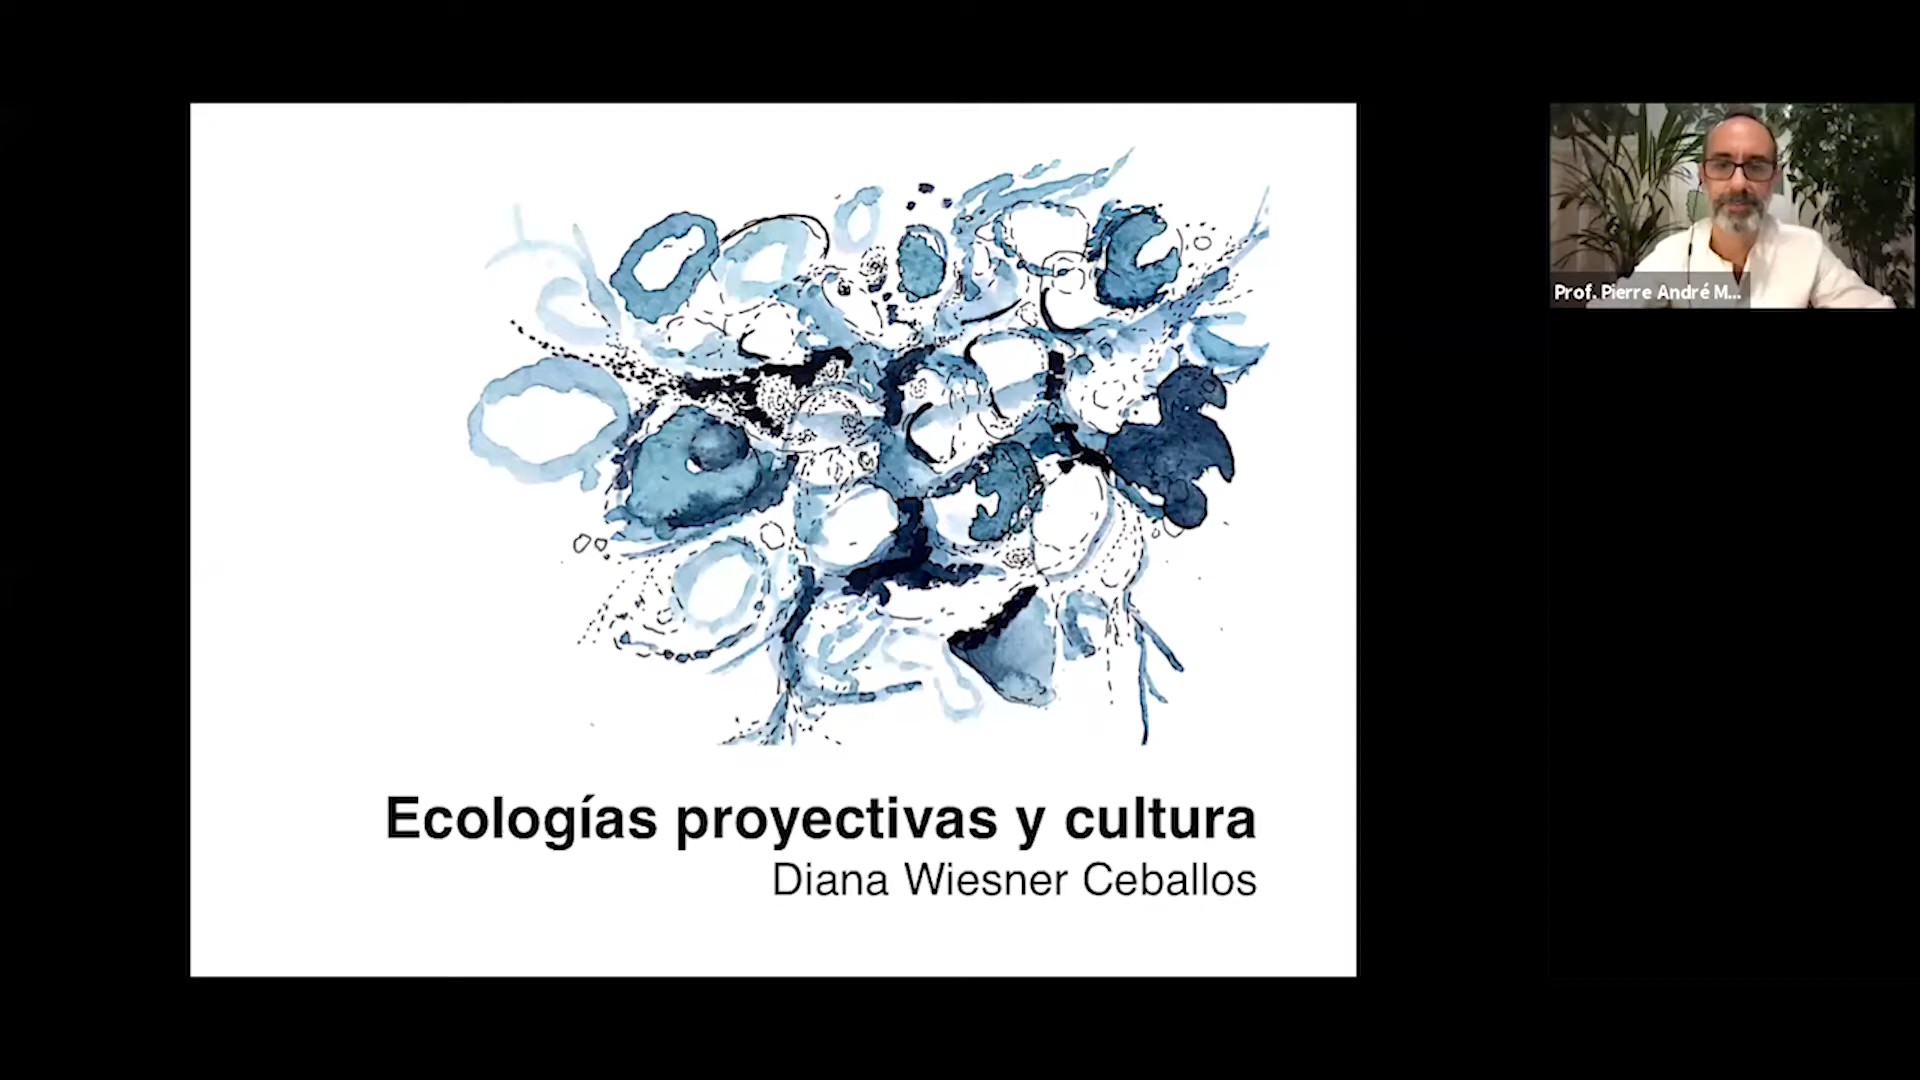 Ecologías proyectivas y cultura
Diana Wiesner Ceballos
Prof. Pierre André M...